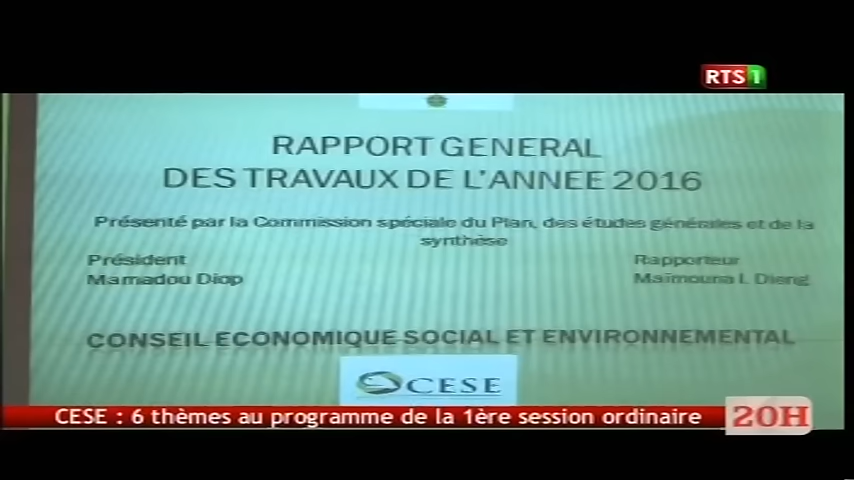 RTS1
RAPPORT GENERAL
DES TRAVAUX DE L'ANNEE 2016
Présenté par la Commission spéciale du Plan, des études générales et de la
synthèse
Président
Rapporteur
Mamadou Diop
Maïmouna I. Dieng
CONSEIL ECONOMIQUE SOCIAL ET ENVIRONNEMENTAL
CESE
CESE : 6 thèmes au programme de la 1ère session ordinaire
20H